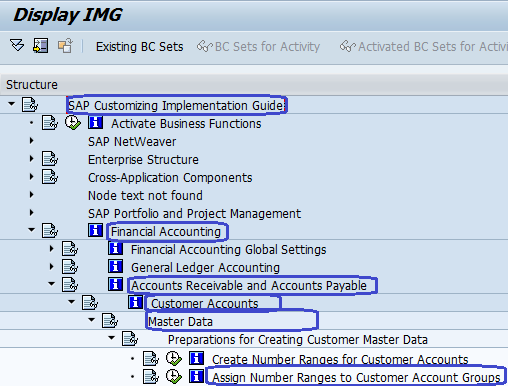 Display IMG
Existing BC Sets BC Sets for Activity Activated BC Sets for Activi
Structure
SAP Customizing Implementation Guide
Activate Business Functions
SAP NetWeaver
Enterprise Structure
Cross-Application Components
Node text not found
SAP Portfolio and Project Management
Financial Accounting
Financial Accounting Global Settings
General Ledger Accounting
Accounts Receivable and Accounts Payable
Customer Accounts
Master Data
Preparations for Creating Customer Master Data
Create Number Ranges for Customer Accounts
Assign Number Ranges to Customer Account Groups